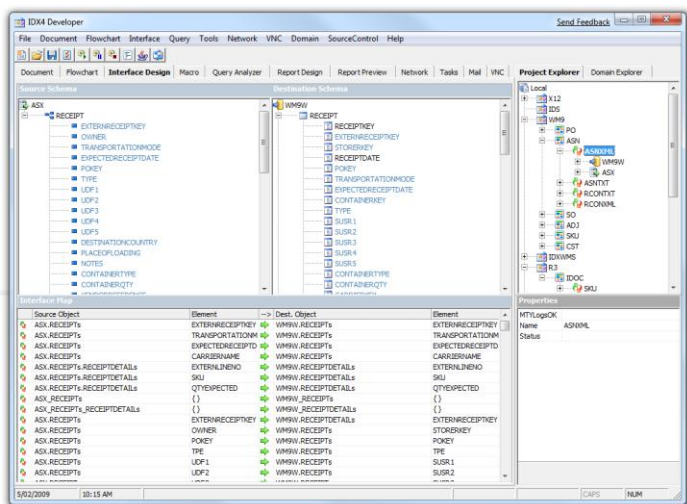 IDX4 Developer
Send Feedback
File Document Flowchart Interface Query Tools Network VNC Domain SourceControl Help
Document Flowchart Interface Design Macro Query Analyzer Report Design Report Preview Network Tasks Mail VNC
Project Explorer Domain Explorer
Source Schema
ASX
RECEIPT
EXTERNRECEIPTKEY
OWNER
TRANSPORTATIONMODE
EXPECTEDRECEIPTDATE
POKEY
TYPE
UDF1
UDF2
UDF3
UDF4
UDF5
DESTINATIONCOUNTRY
PLACEOFLOADING
NOTES
CONTAINERTYPE
CONTAINERQTY
Destination Schema
WM9W
RECEIPT
RECEIPTKEY
EXTERNRECEIPTKEY
STORERKEY
RECEIPTDATE
POKEY
TRANSPORTATIONMODE
EXPECTEDRECEIPTDATE
CONTAINERKEY
TYPE
SUSR1
SUSR2
SUSR3
SUSR4
SUSR5
CONTAINERTYPE
CONTAINERQTY
Local
X12
IDS
WM9
PO
ASN
ASNXML
WM9W
ASX
ASNTXT
RCONTXT
RCONXML
SO
ADJ
SKU
CST
IDXWMS
R3
IDOC
SKU
Interface Map
Source Object Element --> Dest. Object Element
ASX.RECEIPTs EXTERNRECEIPTKEY WM9W.RECEIPTs EXTERNRECEIPTKEY
ASX.RECEIPTs TRANSPORTATIONM WM9W.RECEIPTs TRANSPORTATIONM
ASX.RECEIPTs EXPECTEDRECEIPTD WM9W.RECEIPTs EXPECTEDRECEIPTD
ASX.RECEIPTs CARRIERNAME WM9W.RECEIPTs CARRIERNAME
ASX.RECEIPTs.RECEIPTDETAILs EXTERNLINENO WM9W.RECEIPTDETAILs EXTERNLINENO
ASX.RECEIPTs.RECEIPTDETAILs SKU WM9W.RECEIPTDETAILs SKU
ASX.RECEIPTs.RECEIPTDETAILs QTYEXPECTED WM9W.RECEIPTDETAILs QTYEXPECTED
ASX_RECEIPTs { } WM9W_RECEIPTs { }
ASX_RECEIPTs_RECEIPTDETAILs { } WM9W_RECEIPTDETAILs { }
ASX.RECEIPTs EXTERNRECEIPTKEY WM9W.RECEIPTs EXTERNRECEIPTKEY
ASX.RECEIPTs OWNER WM9W.RECEIPTs STORERKEY
ASX.RECEIPTs POKEY WM9W.RECEIPTs POKEY
ASX.RECEIPTs TPE WM9W.RECEIPTs TPE
ASX.RECEIPTs UDF1 WM9W.RECEIPTs SUSR1
ASX.RECEIPTs UDF2 WM9W.RECEIPTs SUSR2
Properties
MTYLogsOK
Name ASNXML
Status
5/02/2009 10:15 AM CAPS NUM